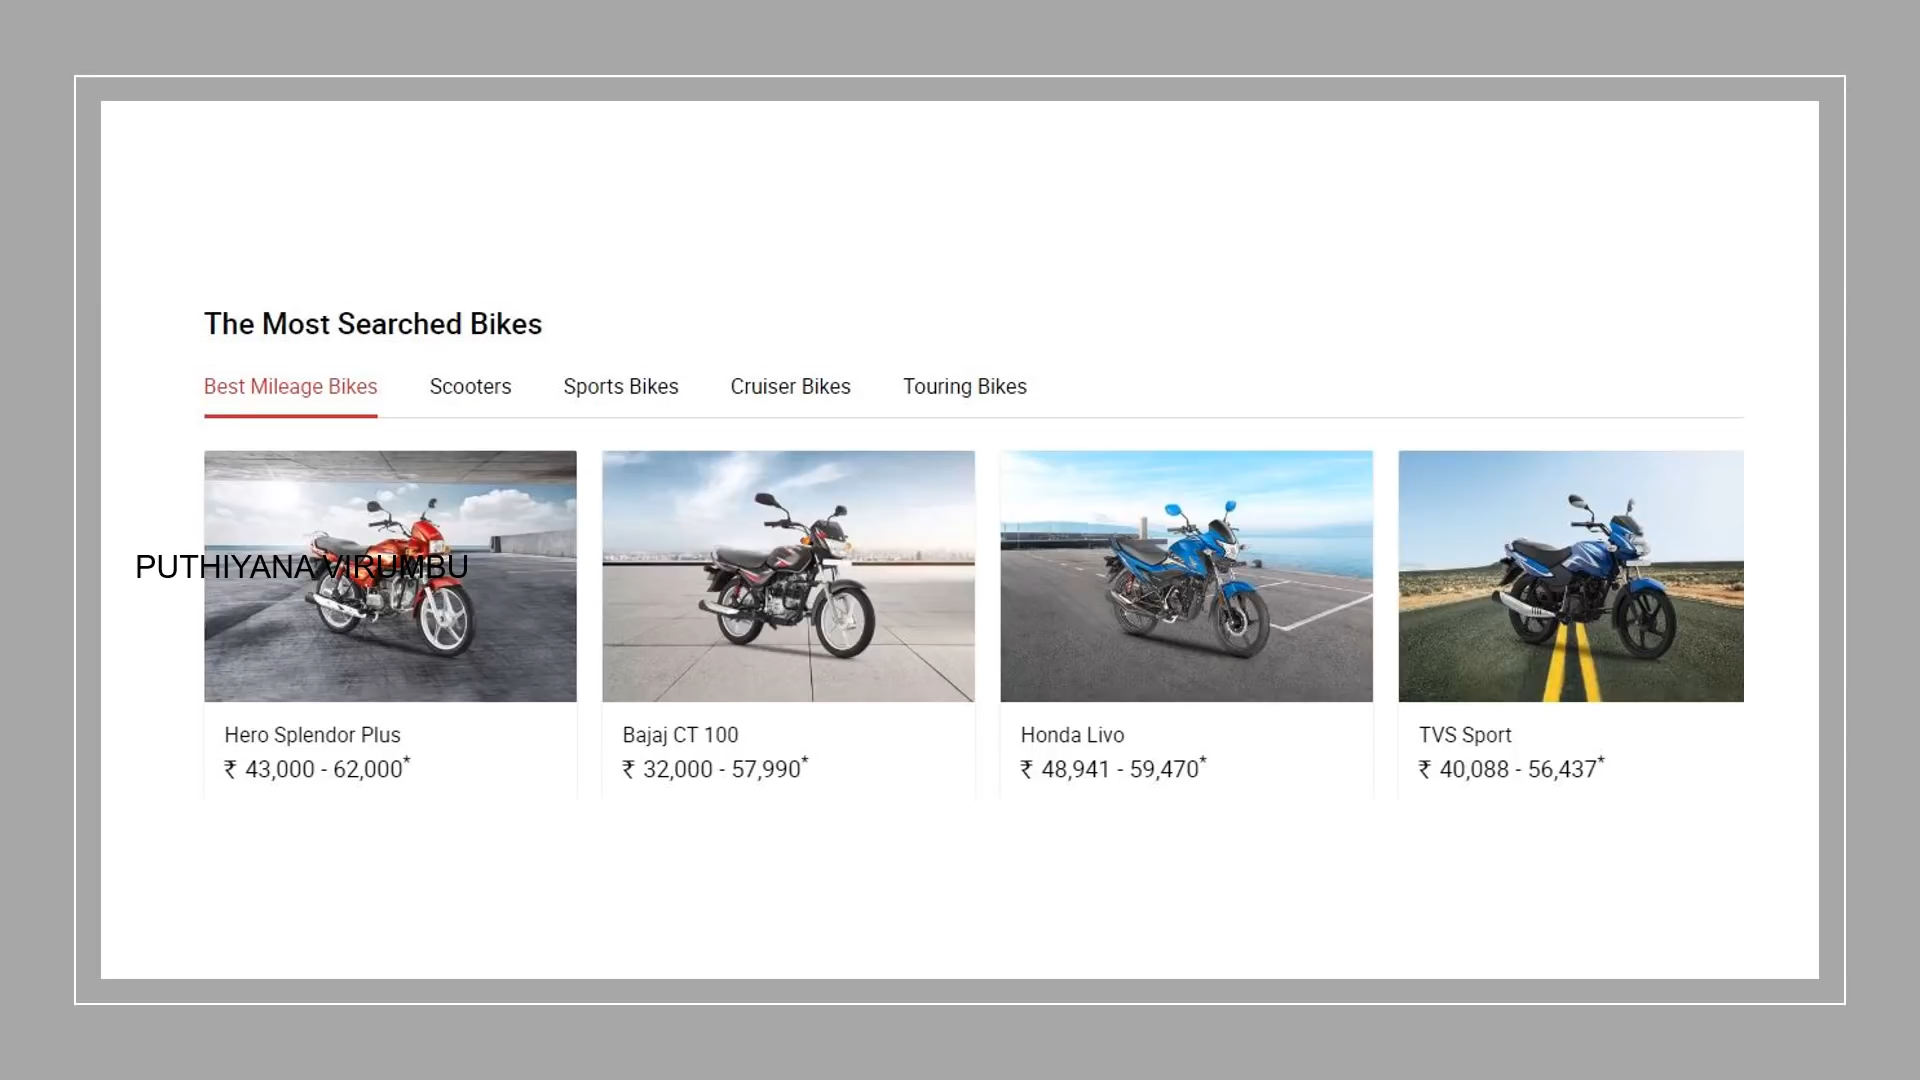 The Most Searched Bikes
Best Mileage Bikes Scooters Sports Bikes Cruiser Bikes Touring Bikes
PUTHIYANA VIRUMBU
Hero Splendor Plus
₹ 43,000 - 62,000*
Bajaj CT 100
₹ 32,000 - 57,990*
Honda Livo
₹ 48,941 - 59,470*
TVS Sport
₹ 40,088 - 56,437*